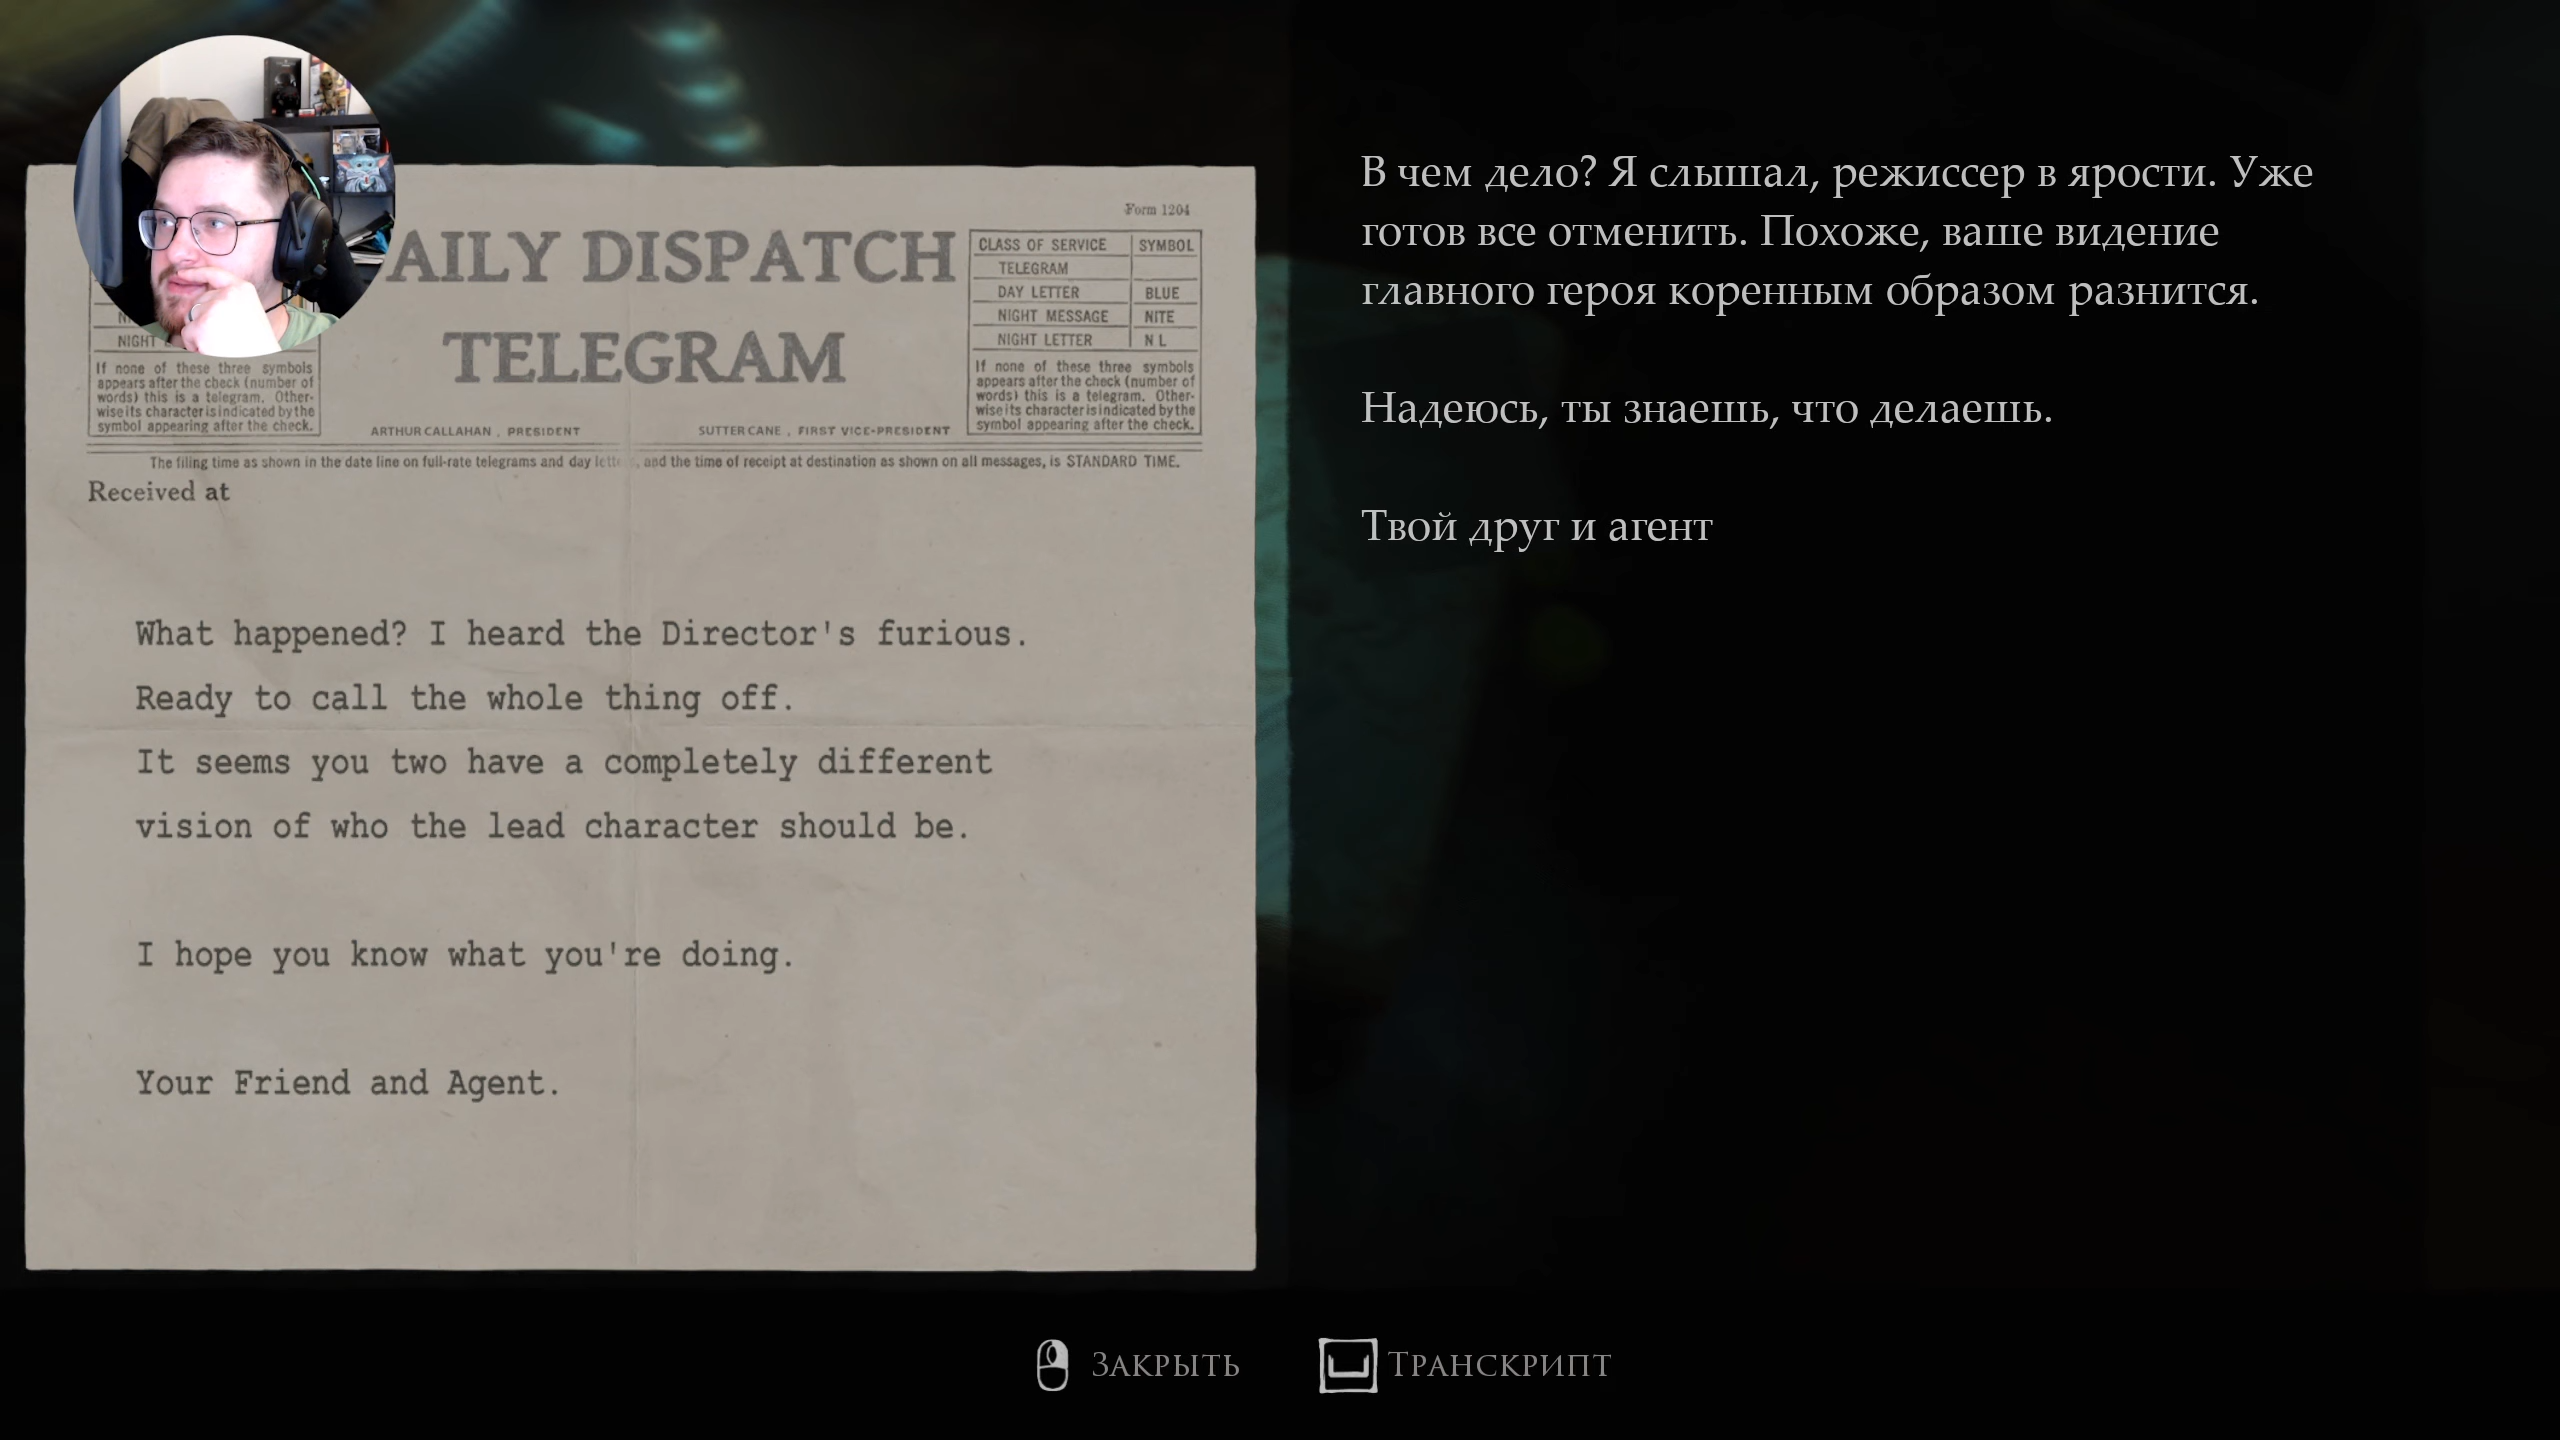 Form 1204
AILY DISPATCH
TELEGRAM
CLASS OF SERVICE SYMBOL
TELEGRAM
DAY LETTER BLUE
NIGHT MESSAGE NITE
NIGHT LETTER N L
If none of these three symbols
appears after the check (number of
words) this is a telegram. Other-
wise its character is indicated by the
symbol appearing after the check.
NIGHT
If none of these three symbols
appears after the check (number of
words) this is a telegram. Other-
wise its character is indicated by the
symbol appearing after the check.
ARTHUR CALLAHAN , PRESIDENT
SUTTER CANE , FIRST VICE-PRESIDENT
The filing time as shown in the date line on full-rate telegrams and day letters, and the time of receipt at destination as shown on all messages, is STANDARD TIME.
Received at
What happened? I heard the Director's furious.
Ready to call the whole thing off.
It seems you two have a completely different
vision of who the lead character should be.
I hope you know what you're doing.
Your Friend and Agent.
В чем дело? Я слышал, режиссер в ярости. Уже
готов все отменить. Похоже, ваше видение
главного героя коренным образом разнится.
Надеюсь, ты знаешь, что делаешь.
Твой друг и агент
Закрыть
Транскрипт